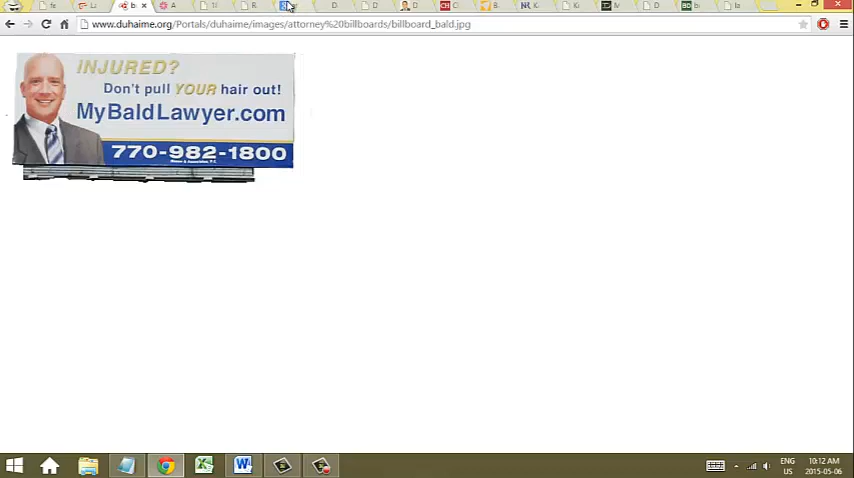 www.duhaime.org/Portals/duhaime/images/attorney%20billboards/billboard_bald.jpg
INJURED?
Don't pull YOUR hair out!
MyBaldLawyer.com
770-982-1800
ENG
US
10:12 AM
2015-05-06